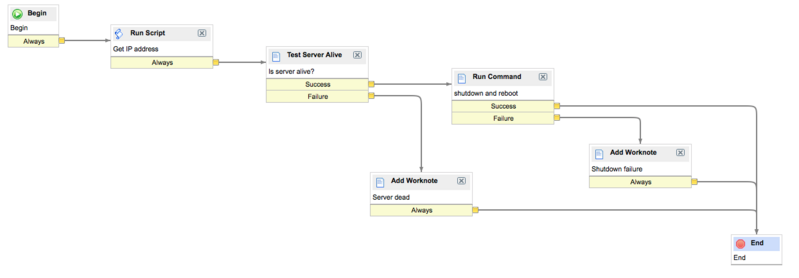 Begin
Begin
Always
Run Script
Get IP address
Always
Test Server Alive
Is server alive?
Success
Failure
Run Command
shutdown and reboot
Success
Failure
Add Worknote
Shutdown failure
Always
Add Worknote
Server dead
Always
End
End